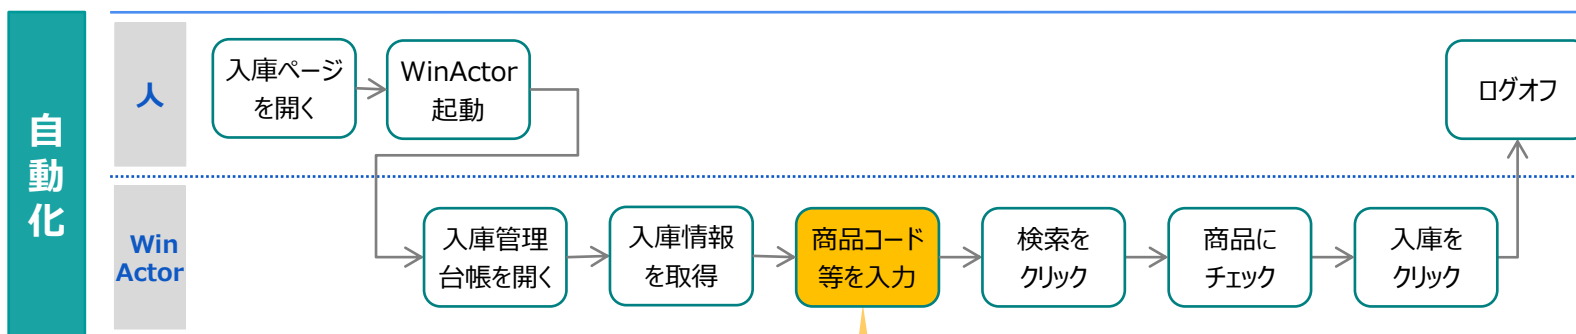 自
動
化
人
入庫ページ
を開く
WinActor
起動
ログオフ
Win
Actor
入庫管理
台帳を開く
入庫情報
を取得
商品コード
等を入力
検索を
クリック
商品に
チェック
入庫を
クリック